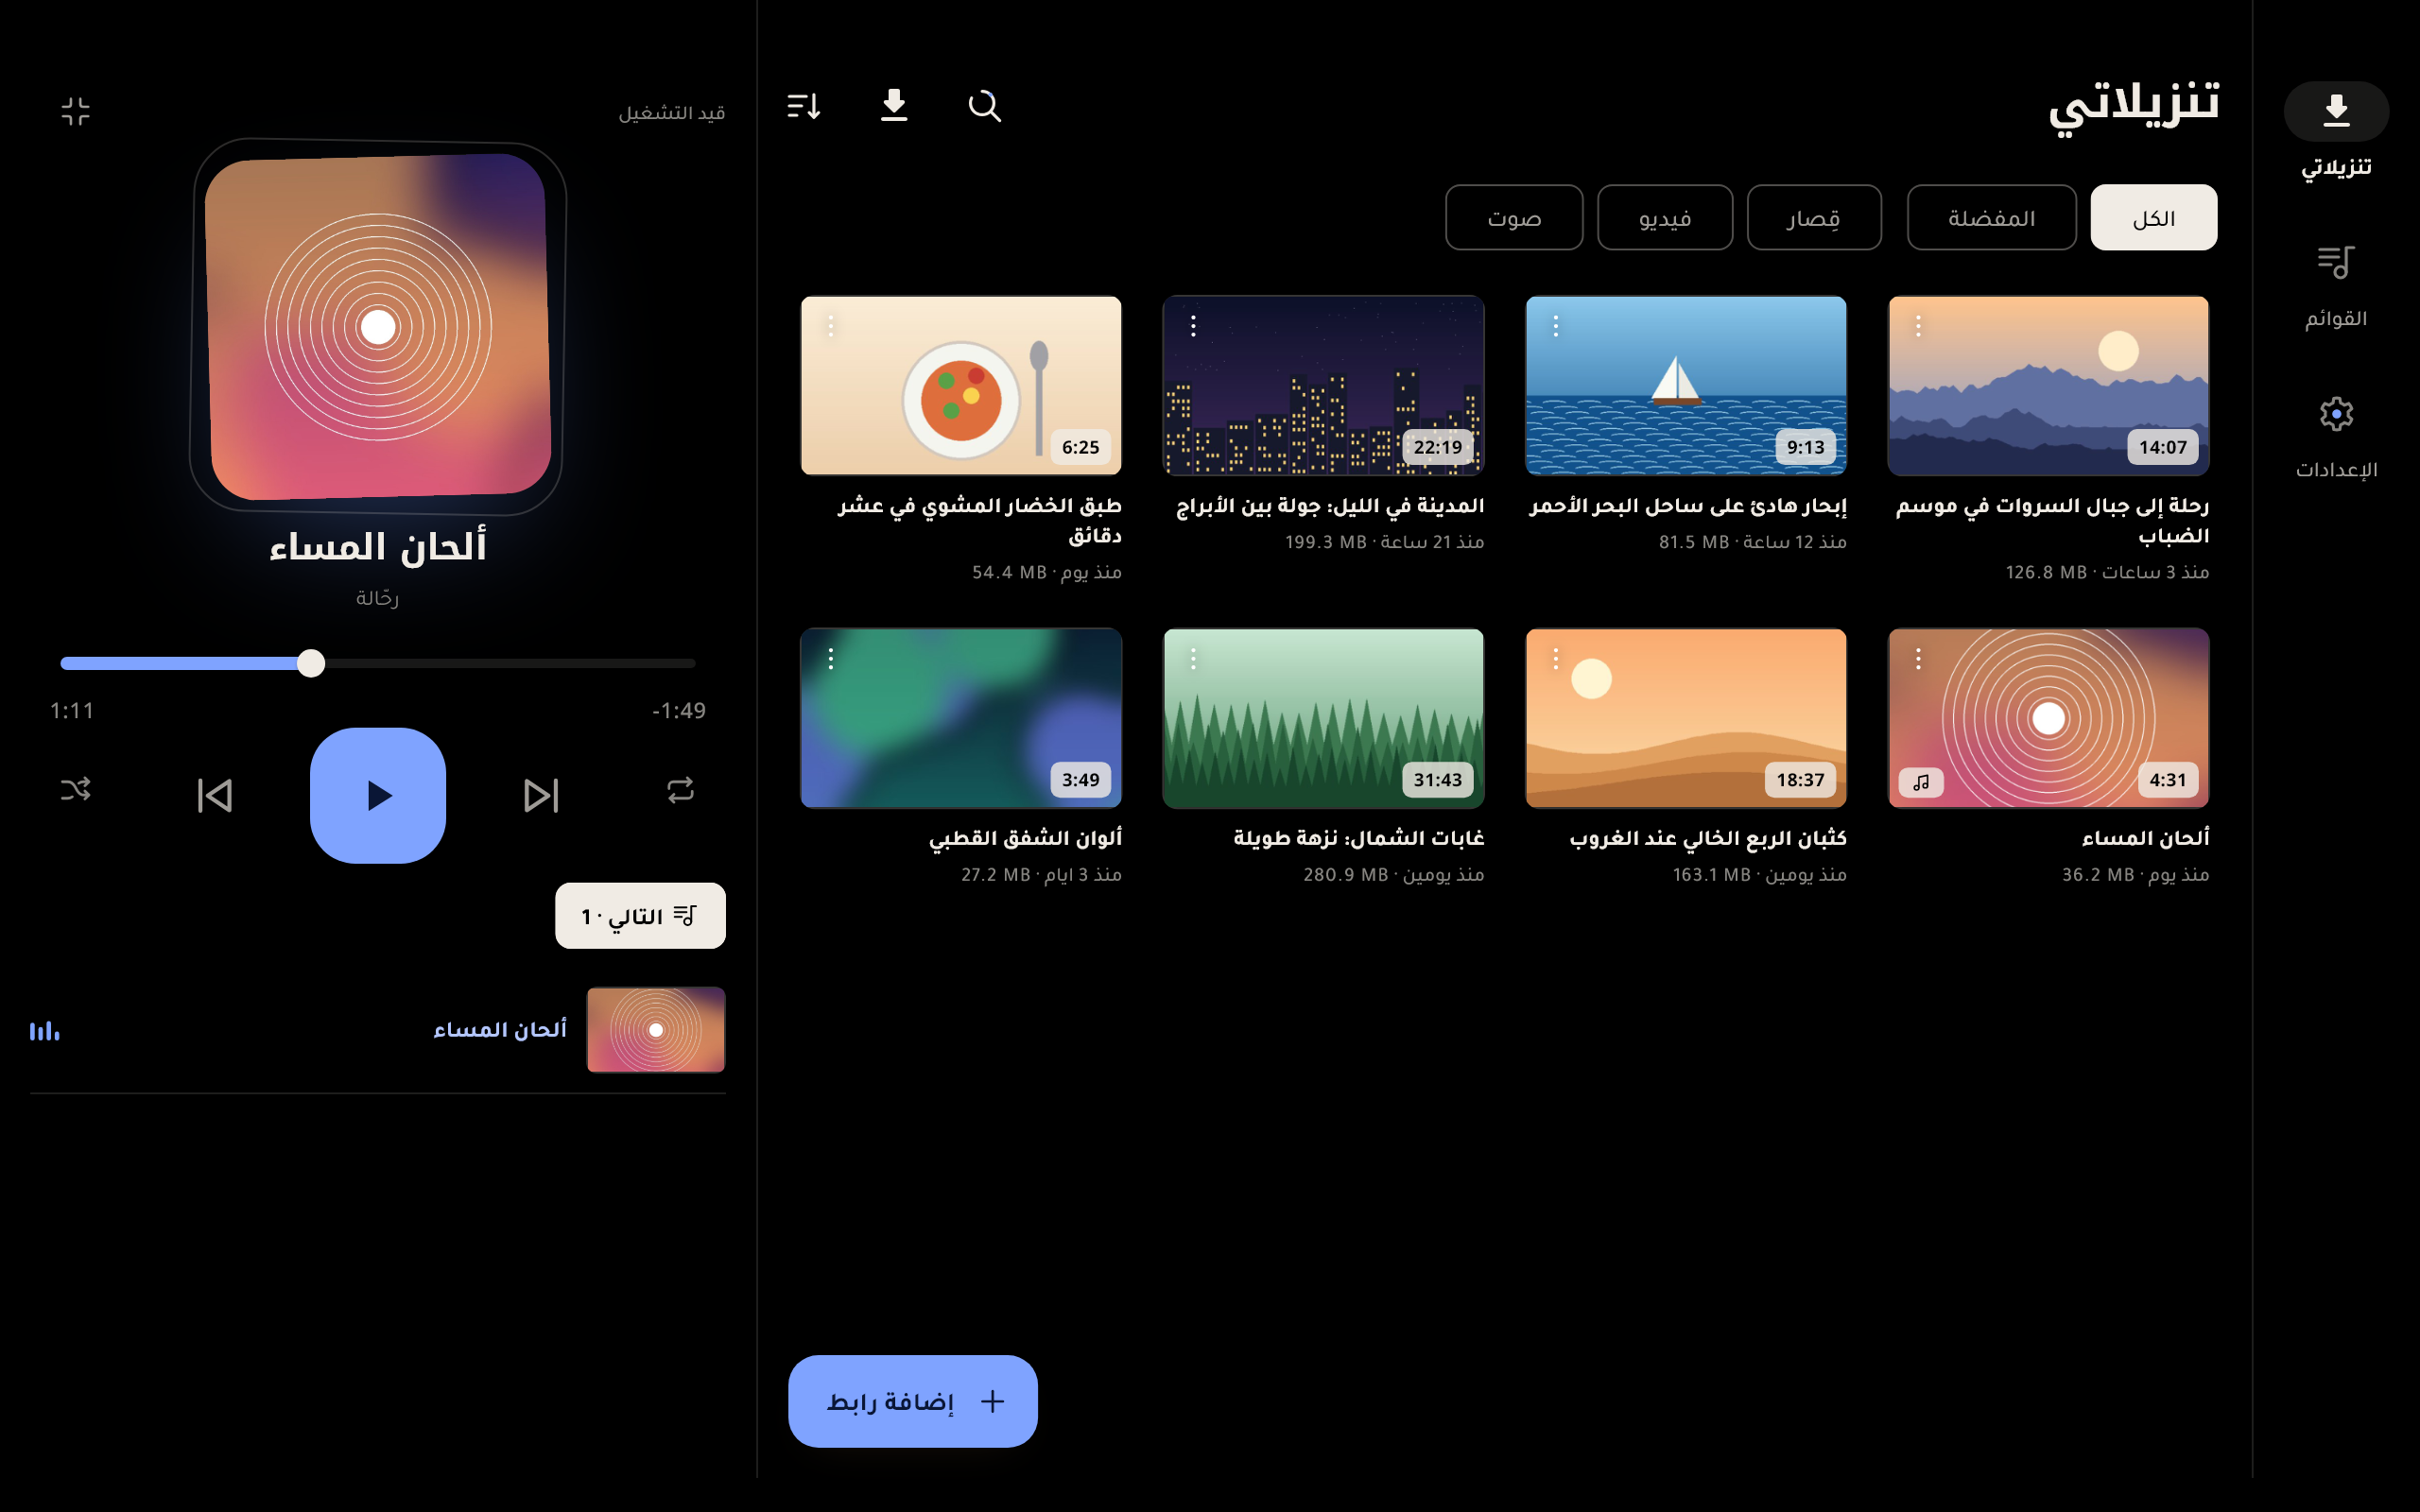 تنزيلاتي
القوائم
الإعدادات
تنزيلاتي
الكل
المفضلة
قِصار
فيديو
صوت
14:07
رحلة إلى جبال السروات في موسم
الضباب
منذ 3 ساعات · 126.8 MB
9:13
إبحار هادئ على ساحل البحر الأحمر
منذ 12 ساعة · 81.5 MB
22:19
المدينة في الليل: جولة بين الأبراج
منذ 21 ساعة · 199.3 MB
6:25
طبق الخضار المشوي في عشر
دقائق
منذ يوم · 54.4 MB
4:31
ألحان المساء
منذ يوم · 36.2 MB
18:37
كثبان الربع الخالي عند الغروب
منذ يومين · 163.1 MB
31:43
غابات الشمال: نزهة طويلة
منذ يومين · 280.9 MB
3:49
ألوان الشفق القطبي
منذ 3 ايام · 27.2 MB
إضافة رابط
قيد التشغيل
ألحان المساء
رحّالة
1:11
-1:49
التالي · 1
ألحان المساء